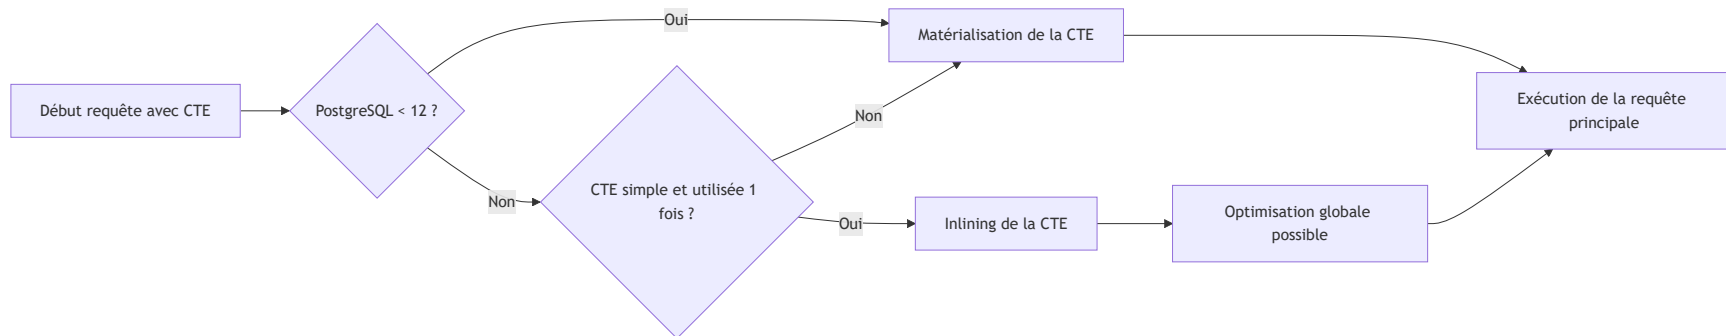 Début requête avec CTE
PostgreSQL < 12 ?
Oui
Non
CTE simple et utilisée 1
fois ?
Non
Oui
Matérialisation de la CTE
Inlining de la CTE
Optimisation globale
possible
Exécution de la requête
principale